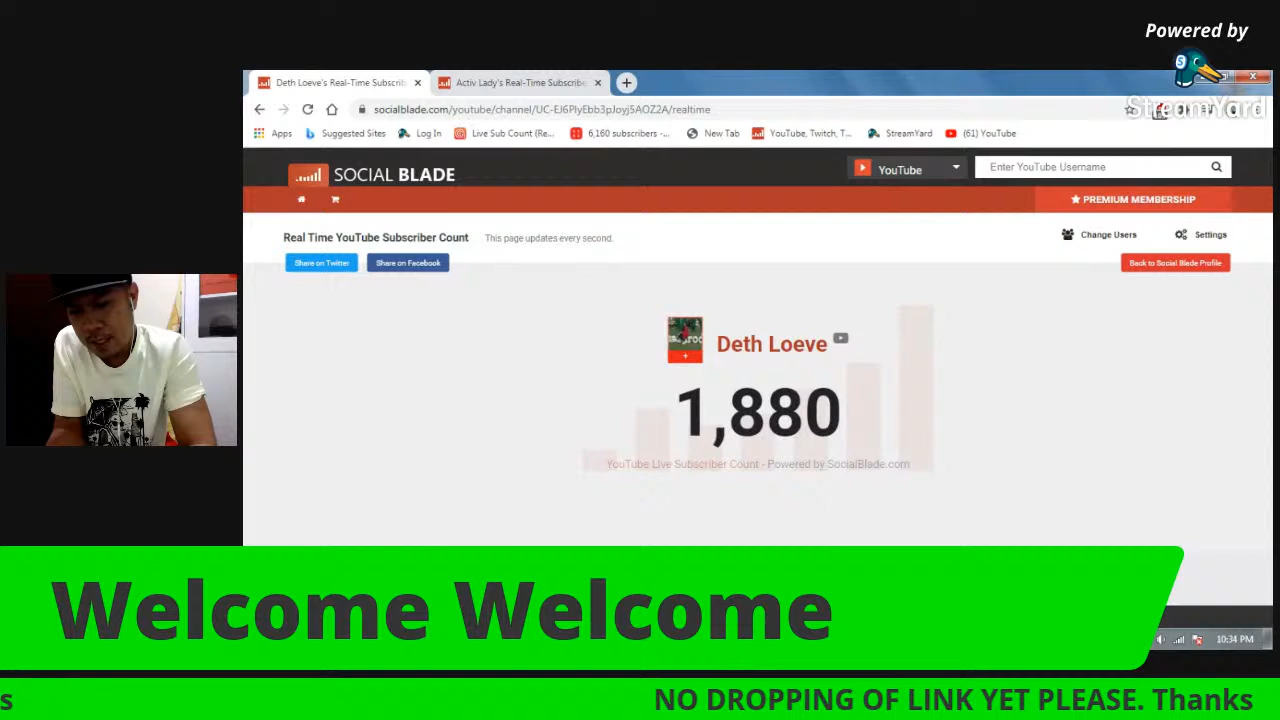 Powered by
StreamYard
Deth Loeve's Real-Time Subscrib
Activ Lady's Real-Time Subscribe
socialblade.com/youtube/channel/UC-EJ6PlyEbb3pJoyj5AOZ2A/realtime
Apps
Suggested Sites
Log In
Live Sub Count (Re...
6,160 subscribers -...
New Tab
YouTube, Twitch, T...
StreamYard
(61) YouTube
SOCIAL BLADE
YouTube
Enter YouTube Username
PREMIUM MEMBERSHIP
Real Time YouTube Subscriber Count
This page updates every second.
Change Users
Settings
Share on Twitter
Share on Facebook
Back to Social Blade Profile
Deth Loeve
1,880
YouTube Live Subscriber Count - Powered by SocialBlade.com
Welcome Welcome
10:34 PM
s
NO DROPPING OF LINK YET PLEASE. Thanks